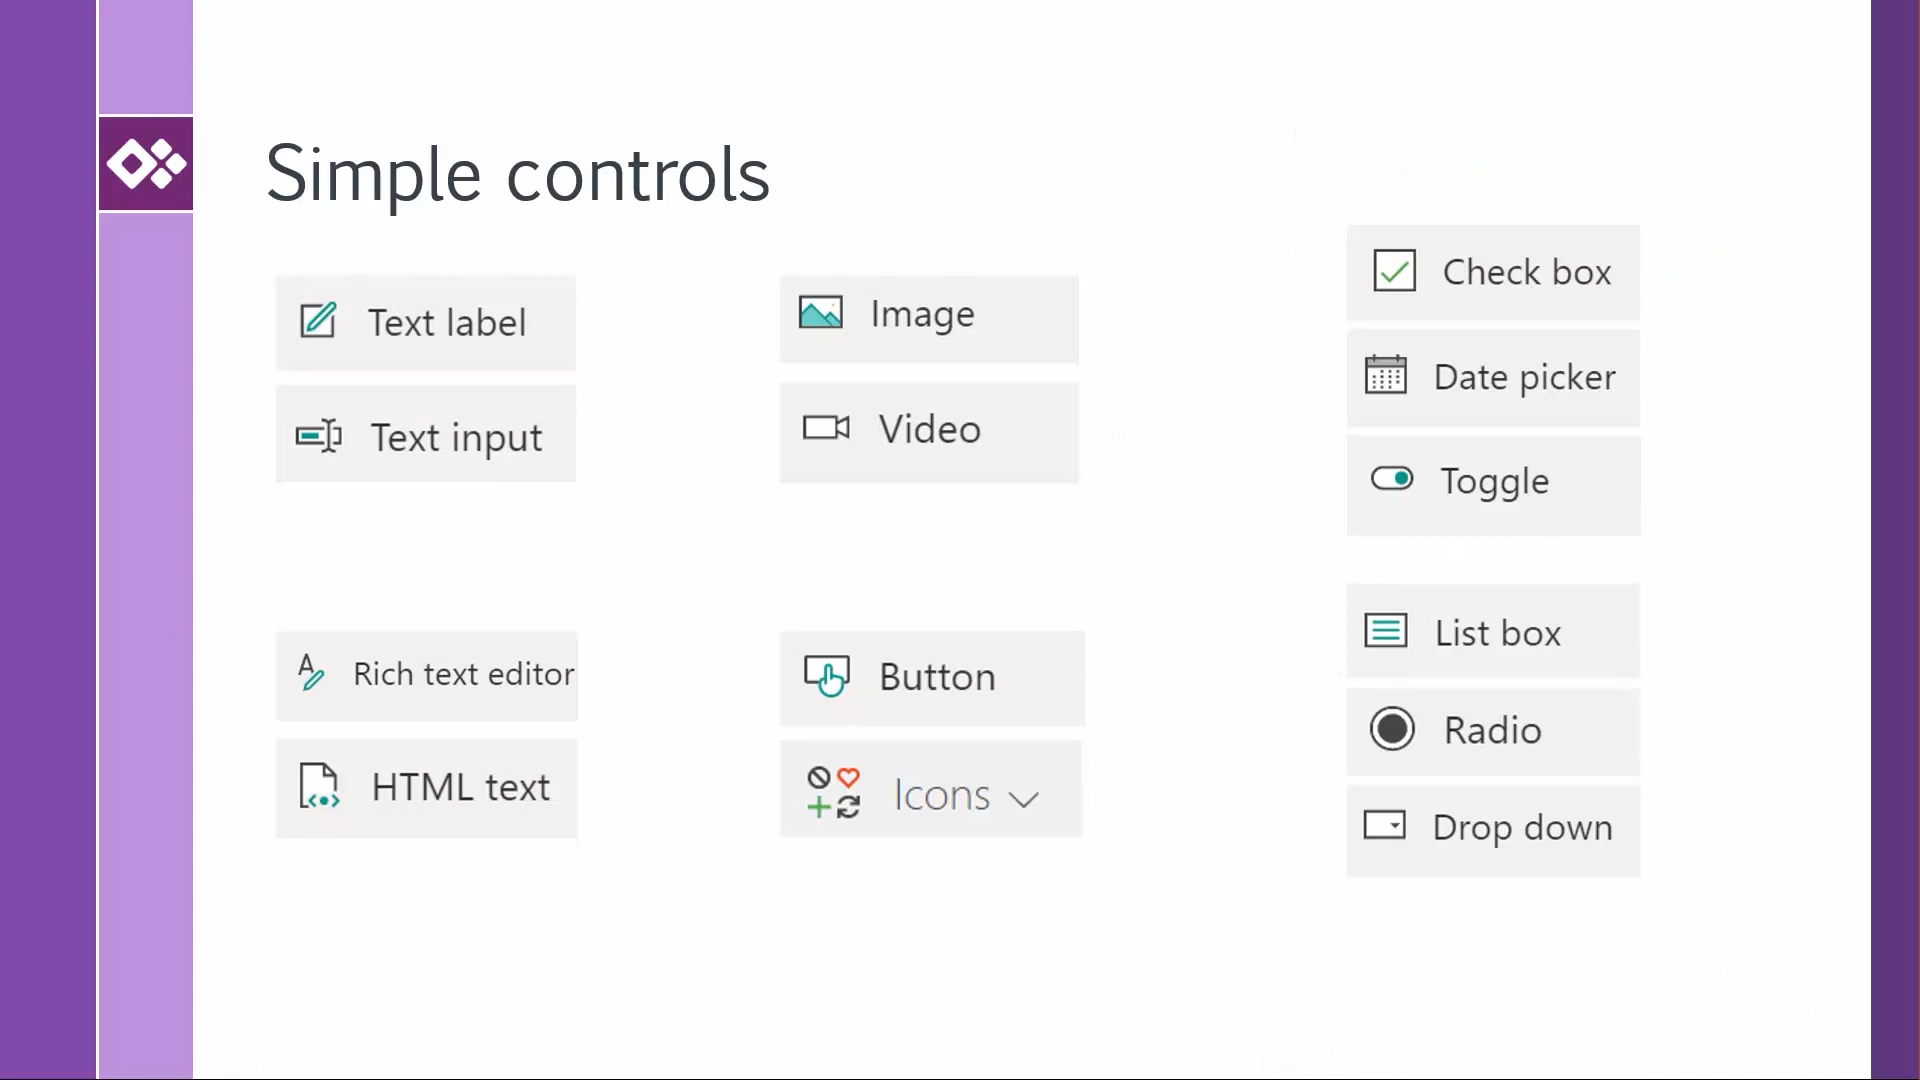 Simple controls
Text label
Text input
Rich text editor
HTML text
Image
Video
Button
Icons
Check box
Date picker
Toggle
List box
Radio
Drop down